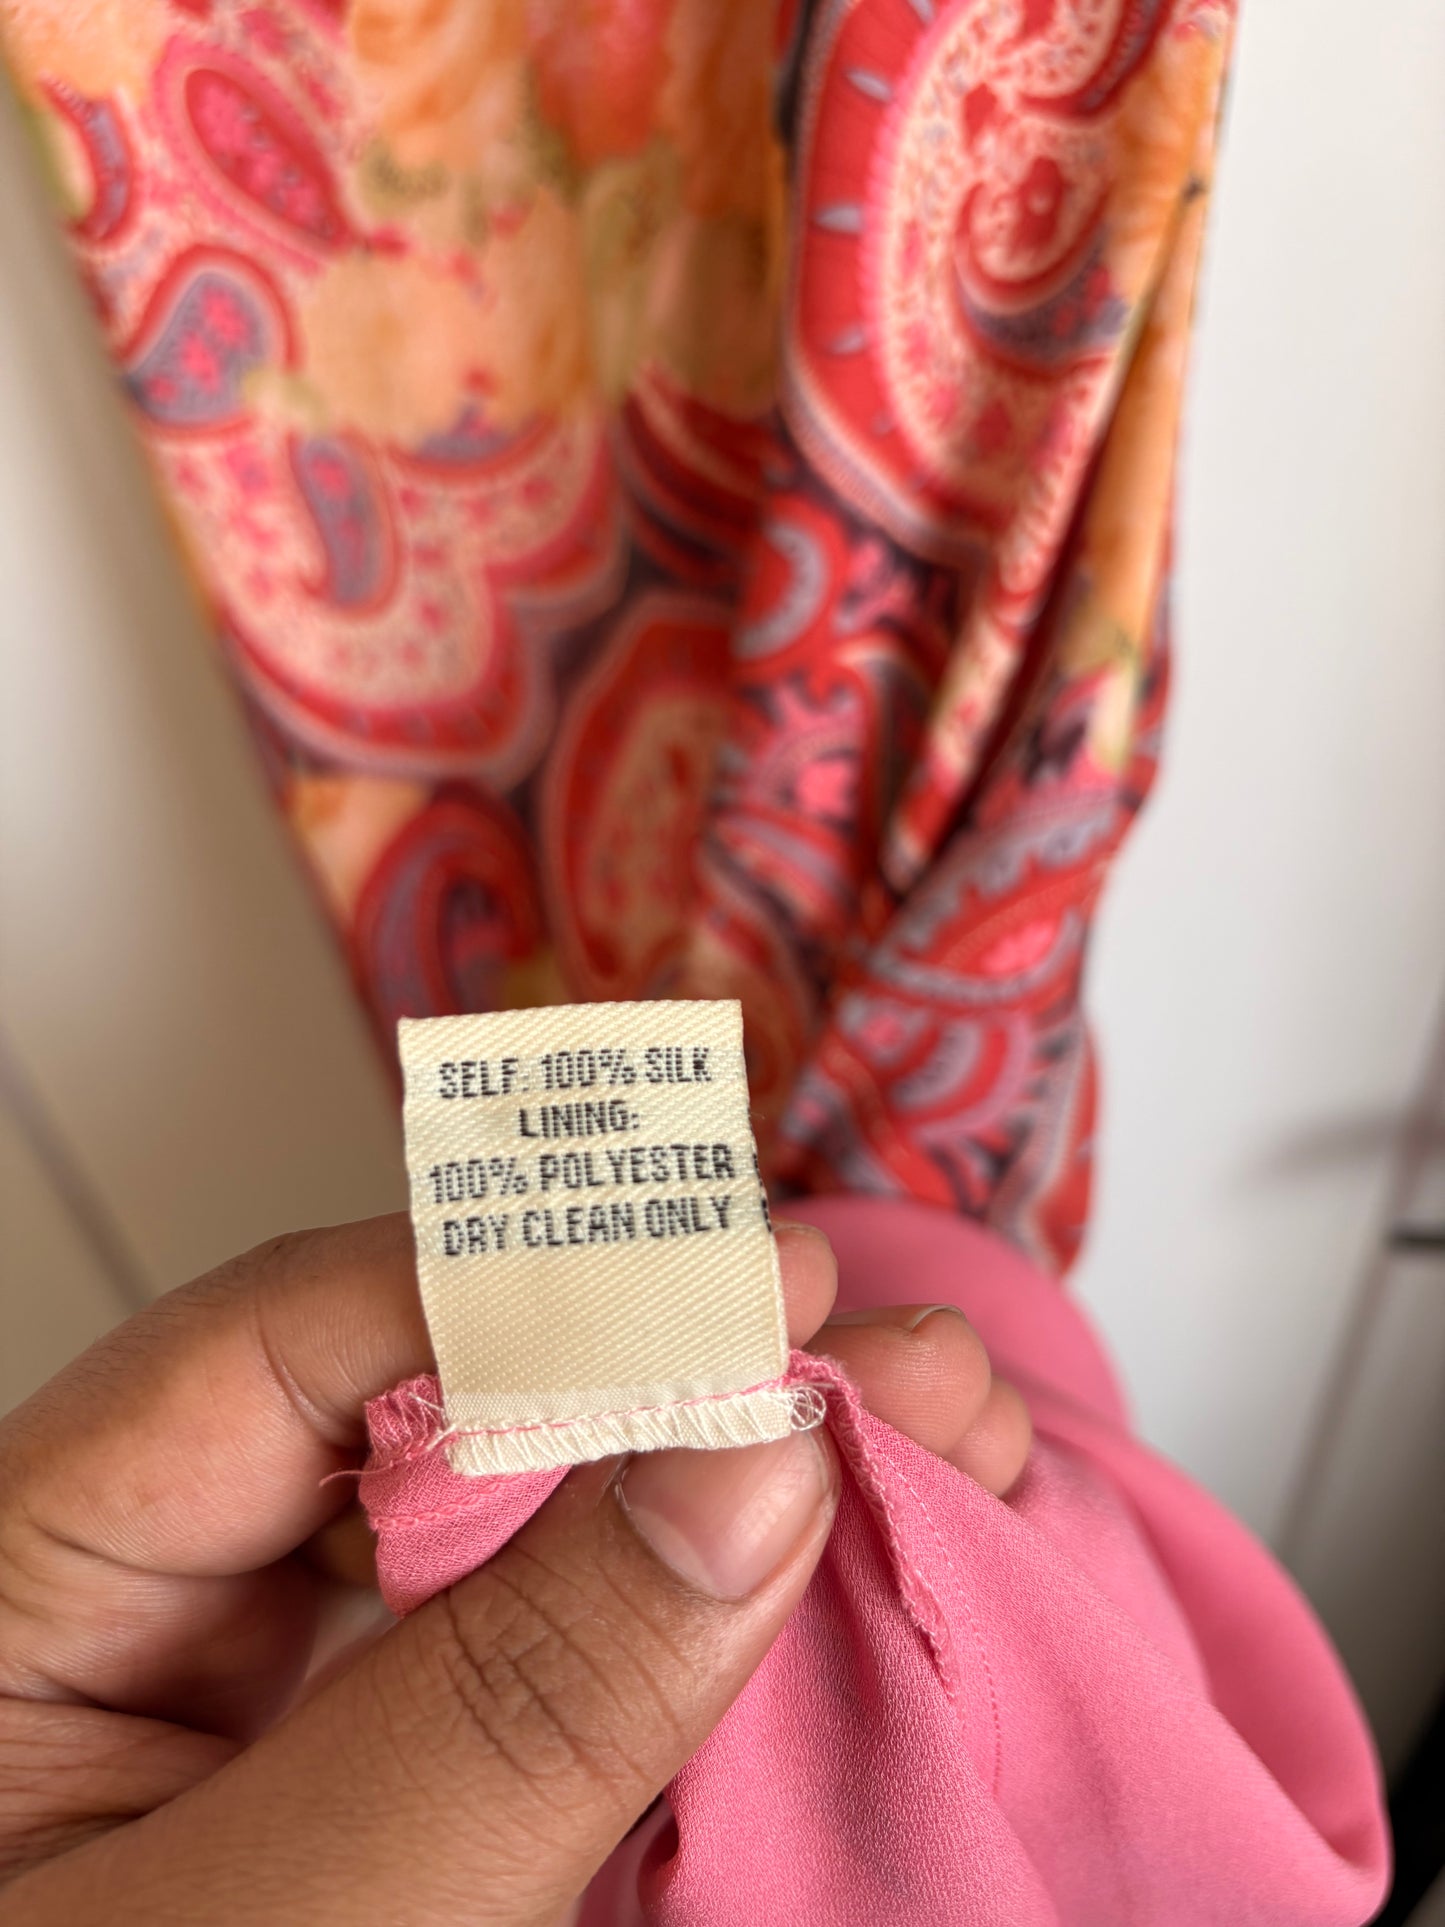 SELF: 100% SILK
LINING:
100% POLYESTER
DRY CLEAN ONLY